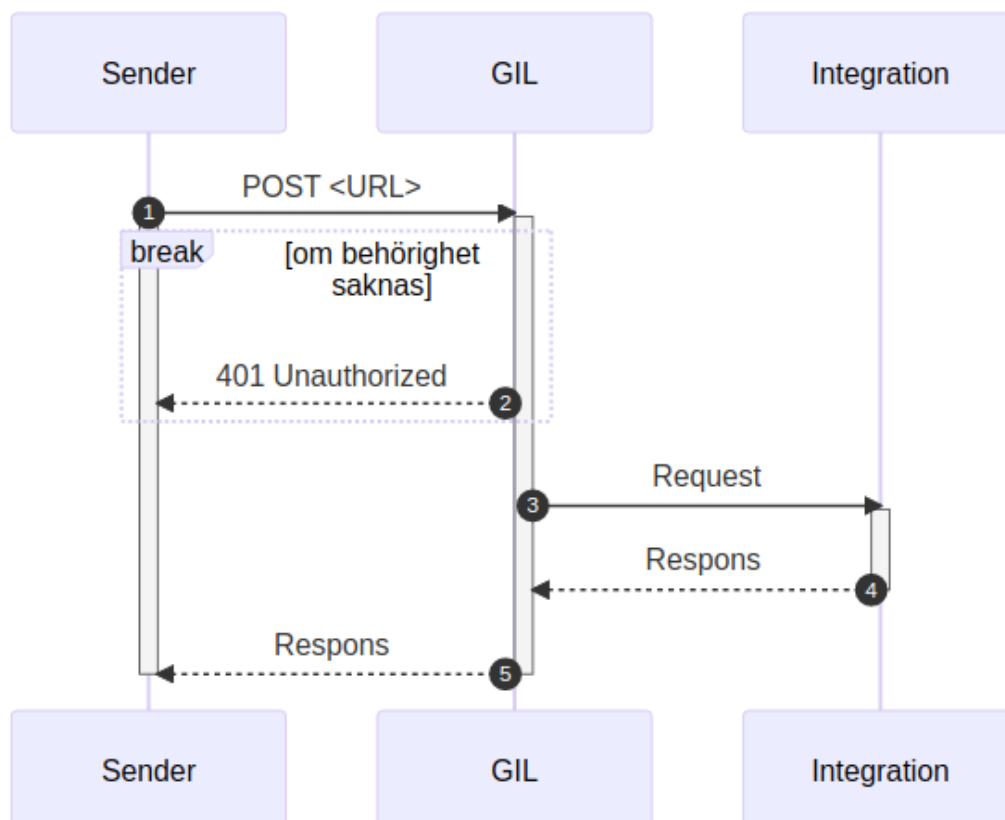 Sender
GIL
Integration
POST <URL>
1
break
[om behörighet
saknas]
401 Unauthorized
2
Request
3
Respons
4
Respons
5
Sender
GIL
Integration